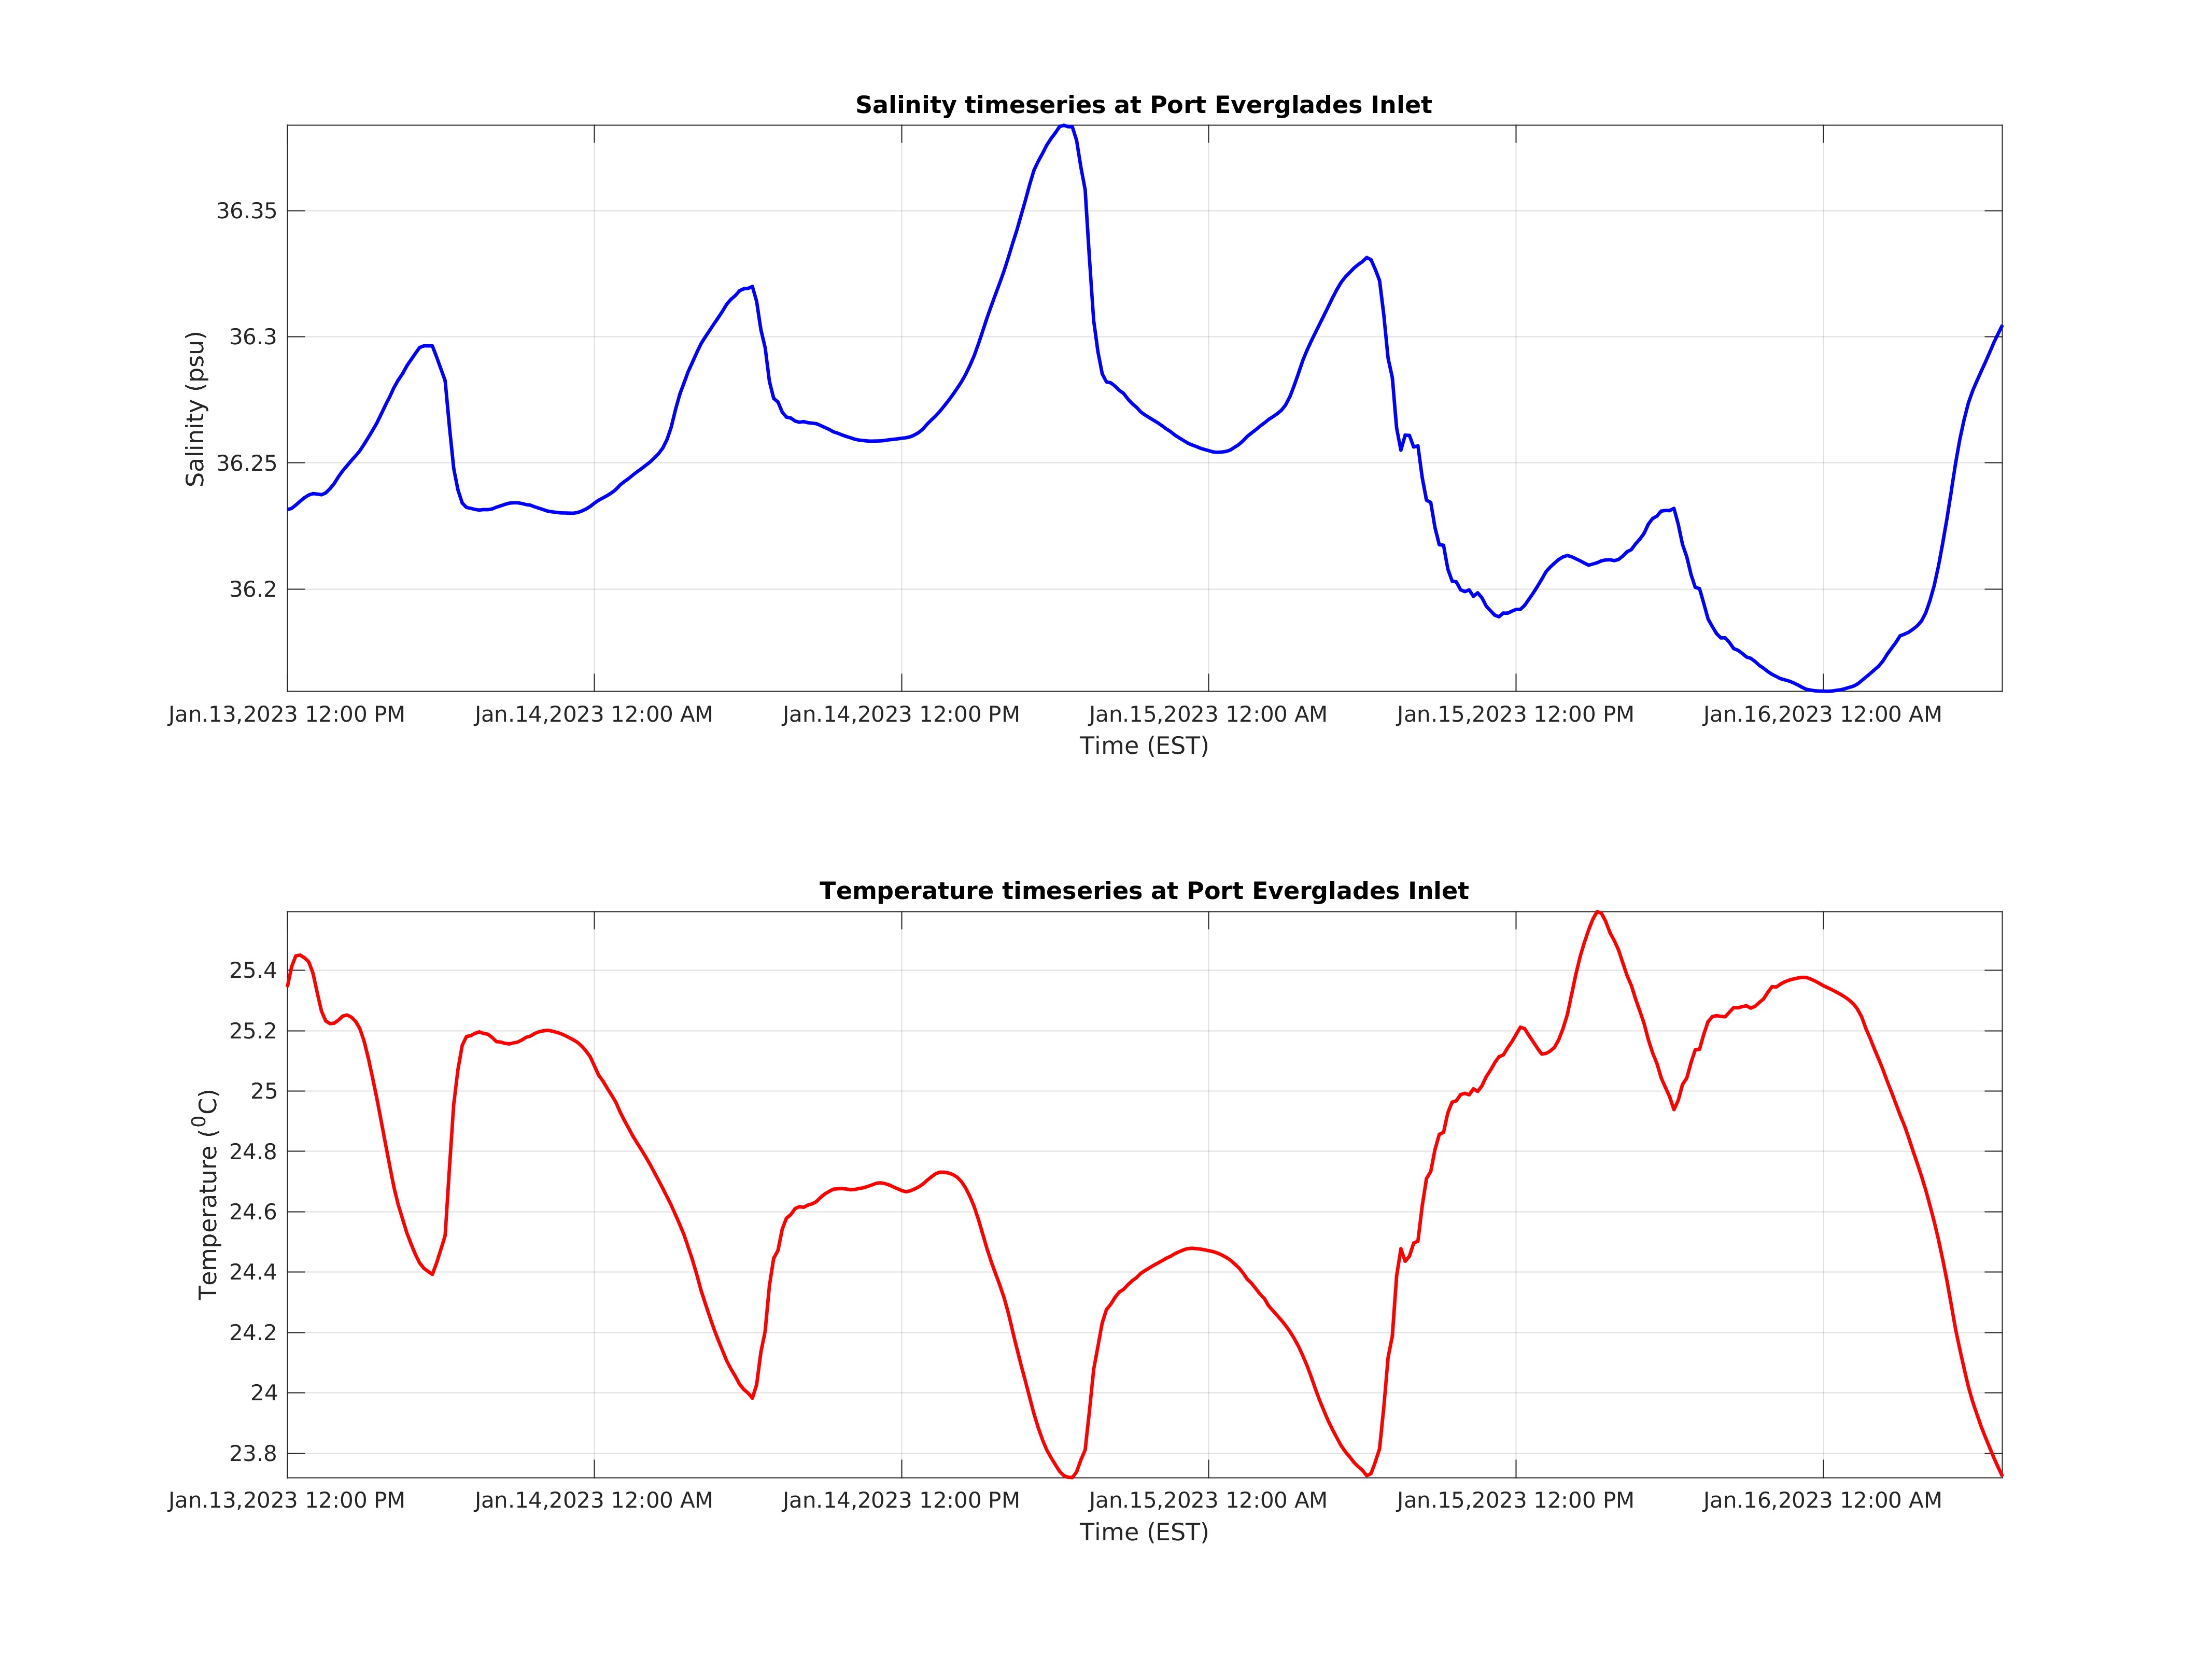 Salinity timeseries at Port Everglades Inlet
Salinity (psu)
36.35
36.3
36.25
36.2
Jan.13,2023 12:00 PM Jan.14,2023 12:00 AM Jan.14,2023 12:00 PM Jan.15,2023 12:00 AM Jan.15,2023 12:00 PM Jan.16,2023 12:00 AM
Time (EST)
Temperature timeseries at Port Everglades Inlet
Temperature (⁰C)
25.4
25.2
25
24.8
24.6
24.4
24.2
24
23.8
Jan.13,2023 12:00 PM Jan.14,2023 12:00 AM Jan.14,2023 12:00 PM Jan.15,2023 12:00 AM Jan.15,2023 12:00 PM Jan.16,2023 12:00 AM
Time (EST)